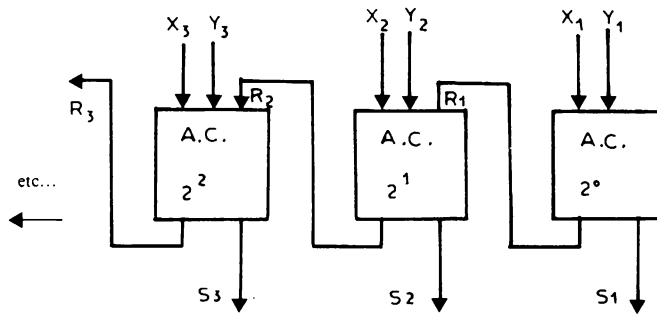 X3 Y3 X2 Y2 X1 Y1
R3 R2 R1
A.C. A.C. A.C.
etc...
2² 2¹ 2°
S3 S2 S1